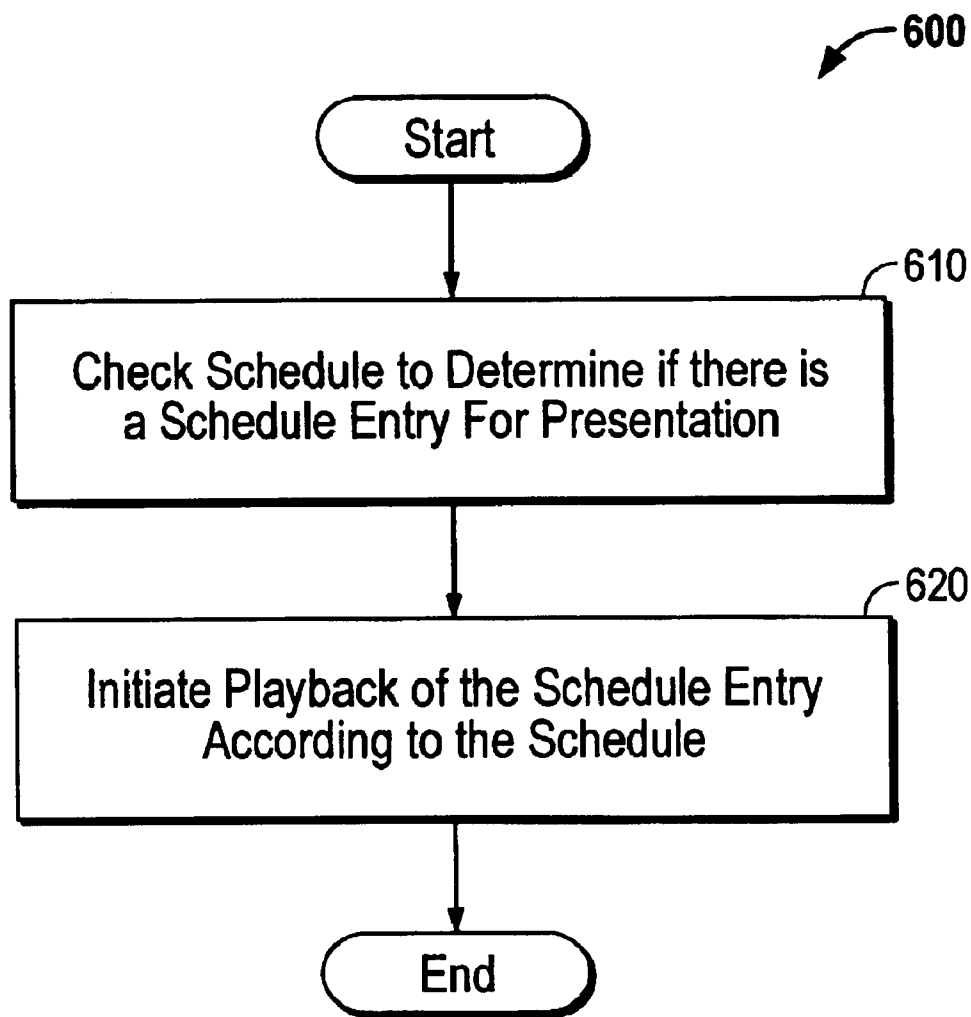 600
Start
610
Check Schedule to Determine if there is
a Schedule Entry For Presentation
620
Initiate Playback of the Schedule Entry
According to the Schedule
End